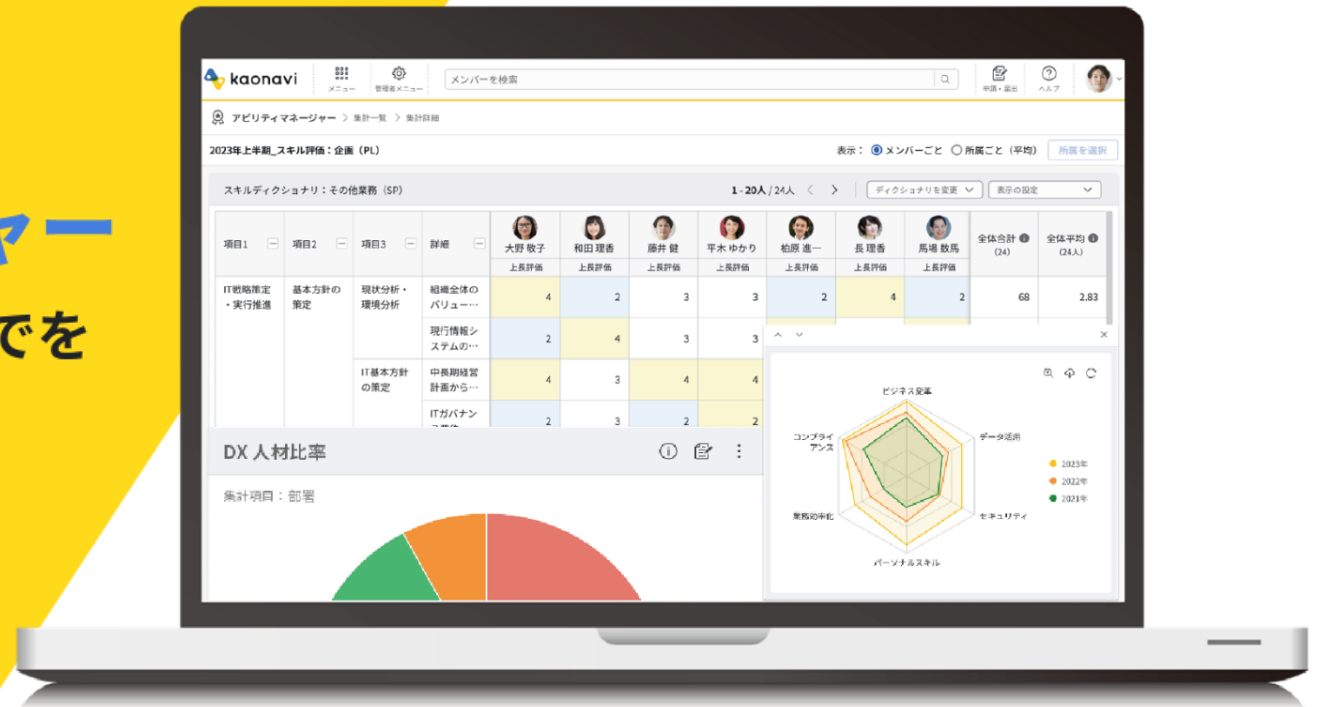 ャー
でを
kaonavi
メニュー
管理者メニュー
メンバーを検索
申請・届出
ヘルプ
アビリティマネージャー > 集計一覧 > 集計詳細
2023年上半期_スキル評価:企画(PL)
表示: メンバーごと 所属ごと(平均)
所属を選択
スキルディクショナリ:その他業務(SP)
1-20人/24人
ディクショナリを変更
表示の設定
項目1 項目2 項目3 詳細 大野 敬子 和田 理香 藤井 健 平木 ゆかり 柏原 進一 長 理香 馬場 数馬 全体合計 (24) 全体平均 (24人)
上長評価 上長評価 上長評価 上長評価 上長評価 上長評価 上長評価
IT戦略策定・実行推進 基本方針の策定 現状分析・環境分析 組織全体のバリュー… 4 2 3 3 2 4 2 68 2.83
現行情報システムの… 2 4 3 3
IT基本方針の策定 中長期経営計画から… 4 3 4 4
ITガバナン 2 3 2 2
DX 人材比率
集計項目:部署
ビジネス変革
データ活用
セキュリティ
パーソナルスキル
業務効率化
コンプライアンス
2023年
2022年
2021年